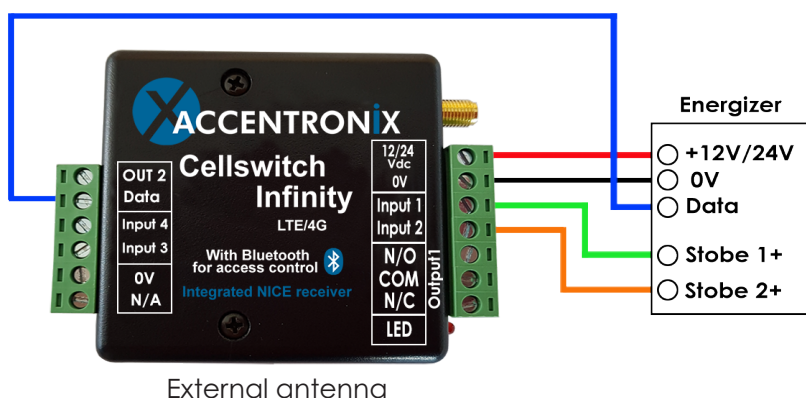 XACCENTRONiX
Cellswitch
Infinity
LTE/4G
With Bluetooth
for access control
Integrated NICE receiver
OUT 2
Data
Input 4
Input 3
0V
N/A
12/24
Vdc
0V
Input 1
Input 2
N/O
COM
N/C
Output1
LED
Energizer
+12V/24V
0V
Data
Stobe 1+
Stobe 2+
External antenna